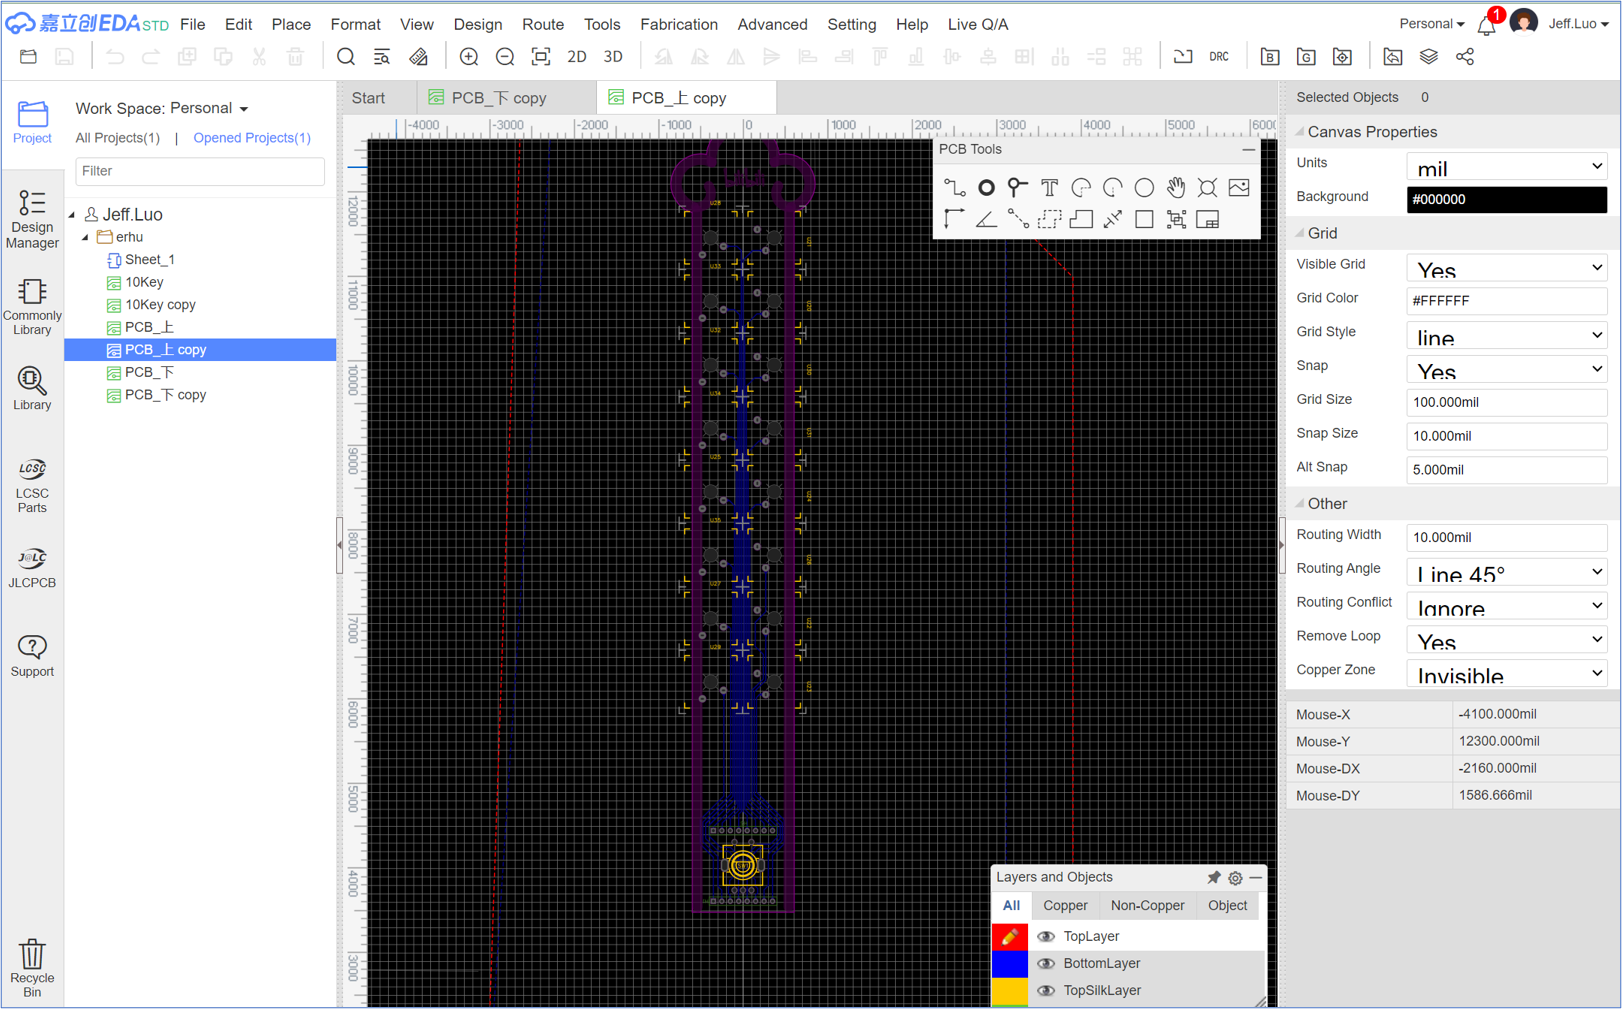 嘉立创EDA STD File Edit Place Format View Design Route Tools Fabrication Advanced Setting Help Live Q/A Personal 1 Jeff.Luo
2D 3D DRC B G
Project
Design Manager
Commonly Library
Library
LCSC
LCSC Parts
J@LC
JLCPCB
Support
Recycle Bin
Work Space: Personal
All Projects(1) | Opened Projects(1)
Filter
Jeff.Luo
erhu
Sheet_1
10Key
10Key copy
PCB_上
PCB_上 copy
PCB_下
PCB_下 copy
Start PCB_下 copy PCB_上 copy
-4000 -3000 -2000 -1000 0 1000 2000 3000 4000 5000 6000
12000
11000
10000
9000
8000
7000
6000
5000
4000
3000
U28
U33
U32
U34
U25
U35
U27
U29
PCB Tools
Layers and Objects
All Copper Non-Copper Object
TopLayer
BottomLayer
TopSilkLayer
Selected Objects 0
Canvas Properties
Units mil
Background #000000
Grid
Visible Grid Yes
Grid Color #FFFFFF
Grid Style line
Snap Yes
Grid Size 100.000mil
Snap Size 10.000mil
Alt Snap 5.000mil
Other
Routing Width 10.000mil
Routing Angle Line 45°
Routing Conflict Ignore
Remove Loop Yes
Copper Zone Invisible
Mouse-X -4100.000mil
Mouse-Y 12300.000mil
Mouse-DX -2160.000mil
Mouse-DY 1586.666mil